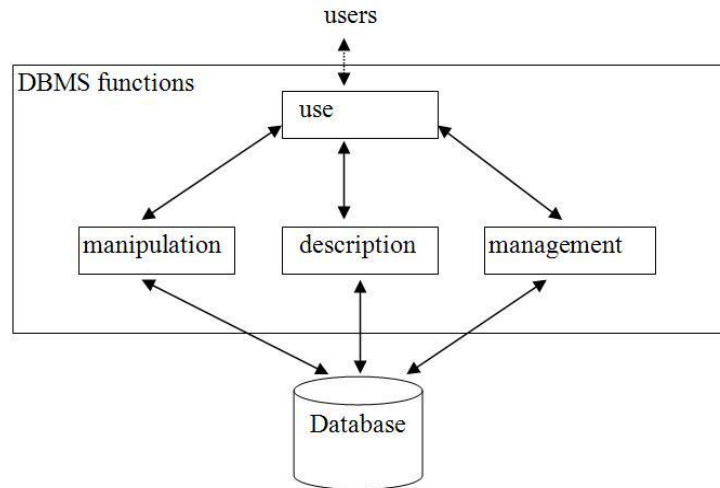 users
DBMS functions
use
manipulation
description
management
Database